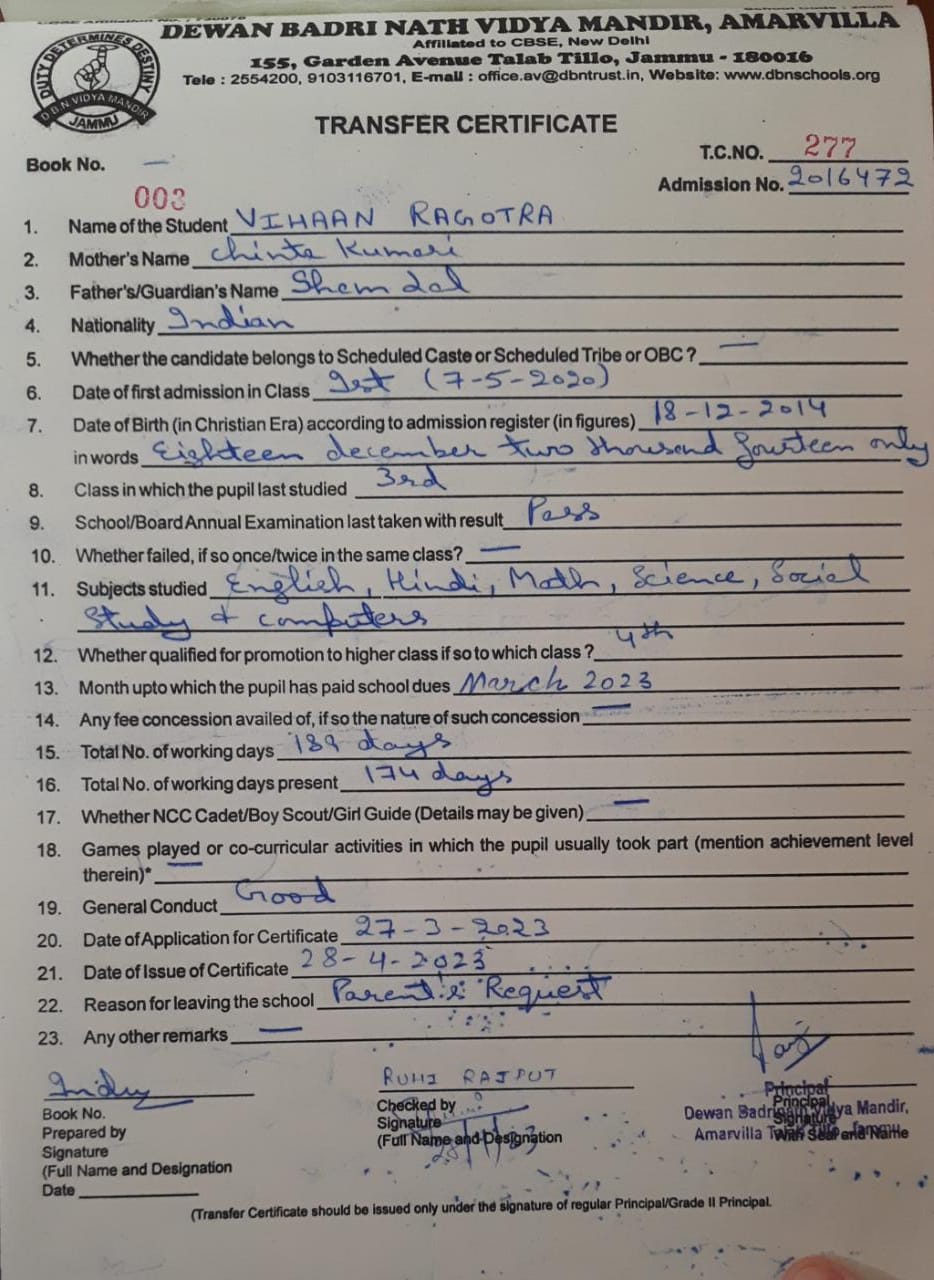 DEWAN BADRI NATH VIDYA MANDIR, AMARVILLA
Affiliated to CBSE, New Delhi
155, Garden Avenue Talab Tillo, Jammu - 180016
Tele : 2554200, 9103116701, E-mail : office.av@dbntrust.in, Website: www.dbnschools.org
DUTY DETERMINES DESTINY
D.B.N VIDYA MANDIR
JAMMU
TRANSFER CERTIFICATE
Book No. —
T.C.NO. 277
003
Admission No. 2016472
1. Name of the Student VIHAAN RAGOTRA
2. Mother's Name Chinta Kumari
3. Father's/Guardian's Name Sham Lal
4. Nationality Indian
5. Whether the candidate belongs to Scheduled Caste or Scheduled Tribe or OBC ? —
6. Date of first admission in Class Ist (7-5-2020)
7. Date of Birth (in Christian Era) according to admission register (in figures) 18-12-2014
in words Eighteen december two thousand fourteen only
8. Class in which the pupil last studied 3rd
9. School/Board Annual Examination last taken with result Pass
10. Whether failed, if so once/twice in the same class? —
11. Subjects studied English, Hindi, Math, Science, Social
Study & computers
12. Whether qualified for promotion to higher class if so to which class ? 4th
13. Month upto which the pupil has paid school dues March 2023
14. Any fee concession availed of, if so the nature of such concession —
15. Total No. of working days 189 days
16. Total No. of working days present 174 days
17. Whether NCC Cadet/Boy Scout/Girl Guide (Details may be given) —
18. Games played or co-curricular activities in which the pupil usually took part (mention achievement level
therein)* —
19. General Conduct Good
20. Date of Application for Certificate 27-3-2023
21. Date of Issue of Certificate 28-4-2023
22. Reason for leaving the school Parent's Request
23. Any other remarks —
RUHI RAJPUT
Book No.
Prepared by
Signature
(Full Name and Designation
Date
Checked by
Signature
(Full Name and Designation
Principal
Principal
Signature
Dewan Badrinath Vidya Mandir,
Amarvilla
With Seal and Name
(Transfer Certificate should be issued only under the signature of regular Principal/Grade II Principal.